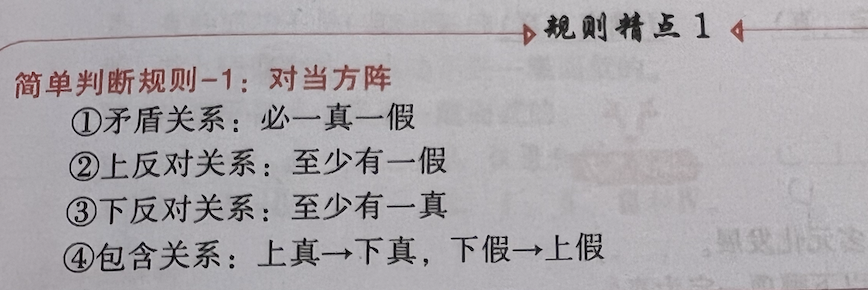 规则精点1
简单判断规则-1：对当方阵
①矛盾关系：必一真一假
②上反对关系：至少有一假
③下反对关系：至少有一真
④包含关系：上真→下真，下假→上假